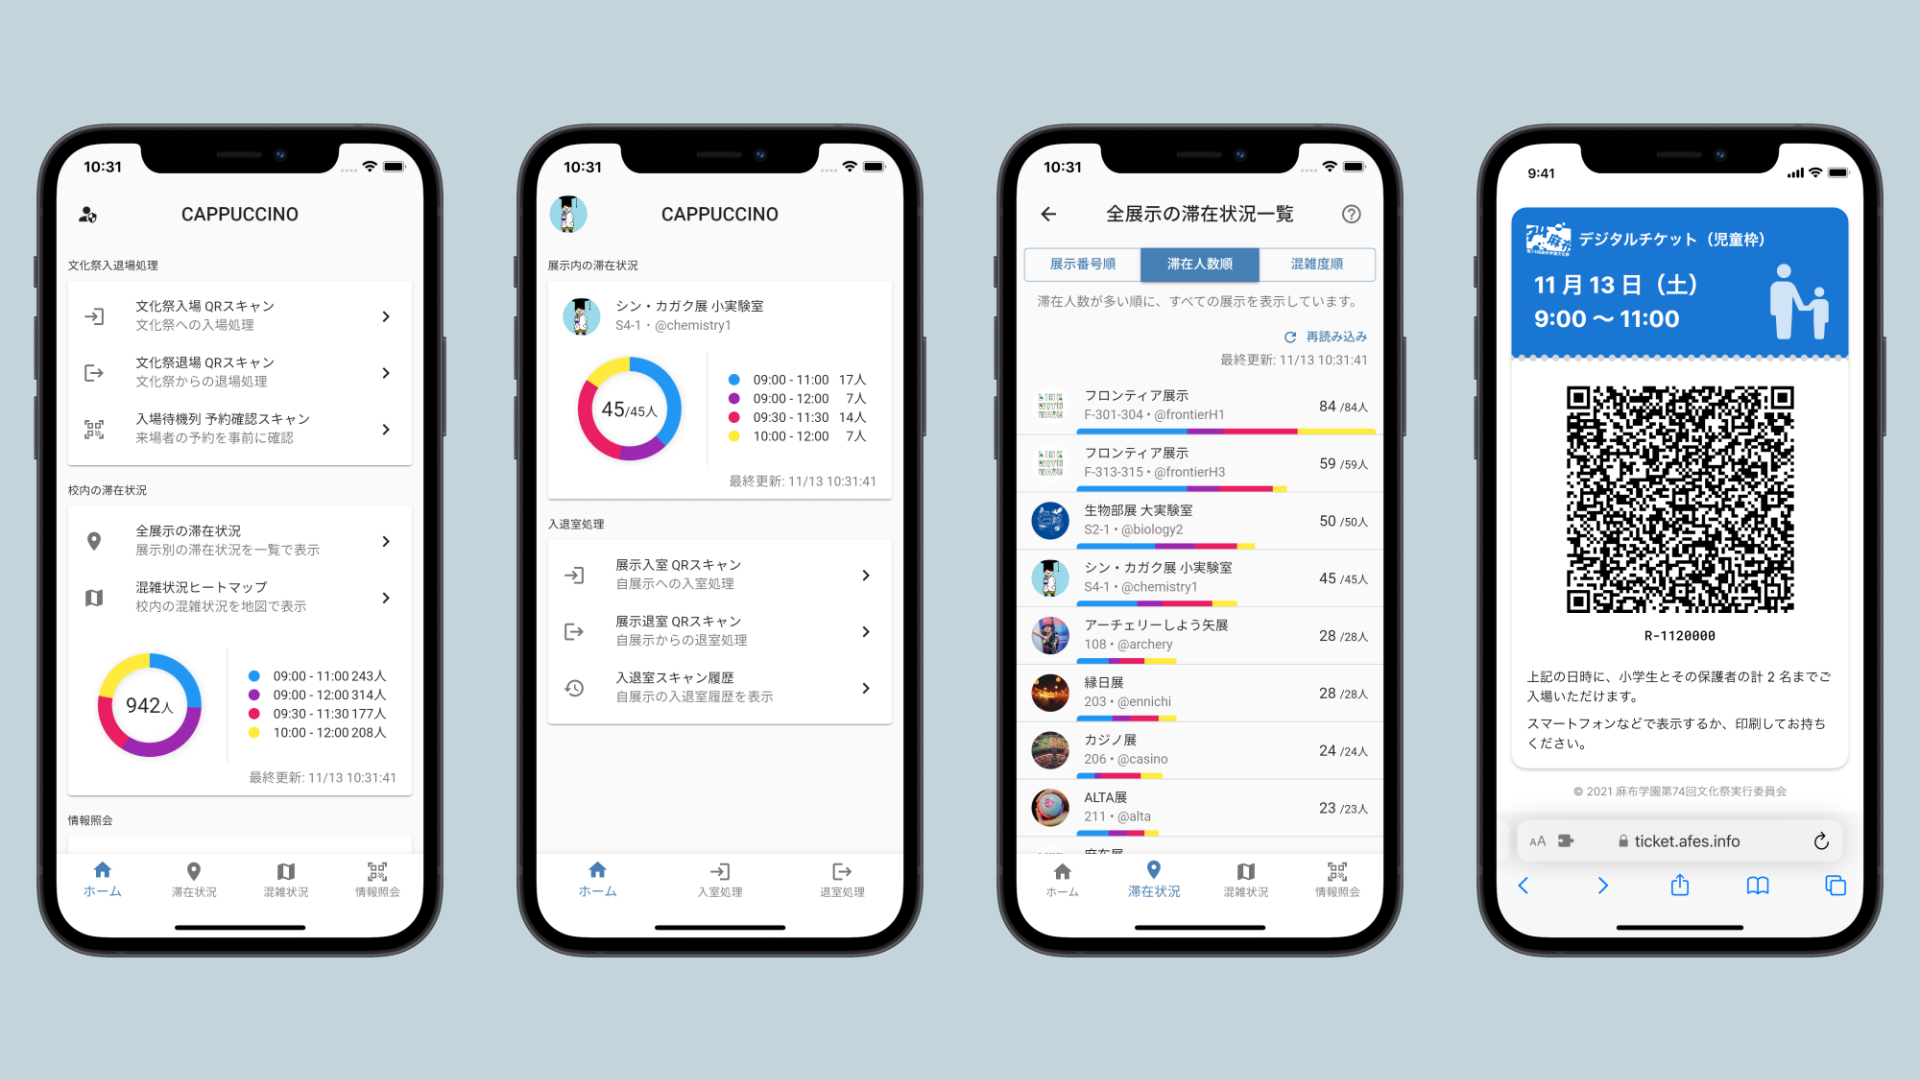 10:31
CAPPUCCINO
文化祭入退場処理
文化祭入場 QRスキャン
文化祭への入場処理
文化祭退場 QRスキャン
文化祭からの退場処理
入場待機列 予約確認スキャン
来場者の予約を事前に確認
校内の滞在状況
全展示の滞在状況
展示別の滞在状況を一覧で表示
混雑状況ヒートマップ
校内の混雑状況を地図で表示
942人
09:00 - 11:00 243人
09:00 - 12:00 314人
09:30 - 11:30 177人
10:00 - 12:00 208人
最終更新: 11/13 10:31:41
情報照会
ホーム 滞在状況 混雑状況 情報照会
10:31
CAPPUCCINO
展示内の滞在状況
シン・カガク展 小実験室
S4-1・@chemistry1
45/45人
09:00 - 11:00 17人
09:00 - 12:00 7人
09:30 - 11:30 14人
10:00 - 12:00 7人
最終更新: 11/13 10:31:41
入退室処理
展示入室 QRスキャン
自展示への入室処理
展示退室 QRスキャン
自展示からの退室処理
入退室スキャン履歴
自展示の入退室履歴を表示
ホーム 入室処理 退室処理
10:31
全展示の滞在状況一覧
展示番号順 滞在人数順 混雑度順
滞在人数が多い順に、すべての展示を表示しています。
再読み込み
最終更新: 11/13 10:31:41
フロンティア展示
F-301-304・@frontierH1
84 /84人
フロンティア展示
F-313-315・@frontierH3
59 /59人
生物部展 大実験室
S2-1・@biology2
50 /50人
シン・カガク展 小実験室
S4-1・@chemistry1
45 /45人
アーチェリーしよう矢展
108・@archery
28 /28人
縁日展
203・@ennichi
28 /28人
カジノ展
206・@casino
24 /24人
ALTA展
211・@alta
23 /23人
ホーム 滞在状況 混雑状況 情報照会
9:41
デジタルチケット（児童枠）
11月13日（土）
9:00 〜 11:00
R-1120000
上記の日時に、小学生とその保護者の計 2 名までご
入場いただけます。
スマートフォンなどで表示するか、印刷してお持ち
ください。
© 2021 麻布学園第74回文化祭実行委員会
AA ticket.afes.info